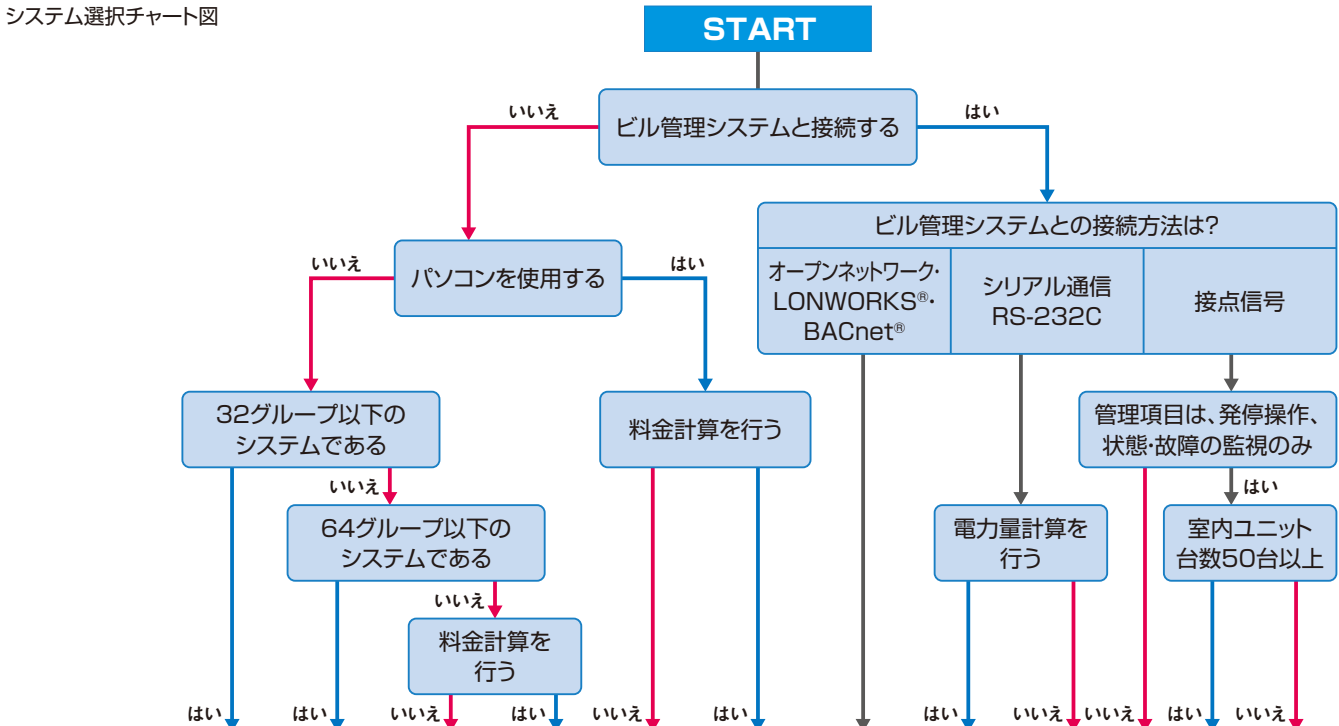 システム選択チャート図
START
いいえ
ビル管理システムと接続する
はい
ビル管理システムとの接続方法は?
オープンネットワーク・
LONWORKS®・
BACnet®
シリアル通信
RS-232C
接点信号
いいえ
パソコンを使用する
はい
32グループ以下の
システムである
料金計算を行う
管理項目は、発停操作、
状態・故障の監視のみ
いいえ
はい
64グループ以下の
システムである
電力量計算を
行う
室内ユニット
台数50台以上
いいえ
料金計算を
行う
はい
はい
いいえ
はい
いいえ
はい
はい
いいえ
いいえ
はい
いいえ